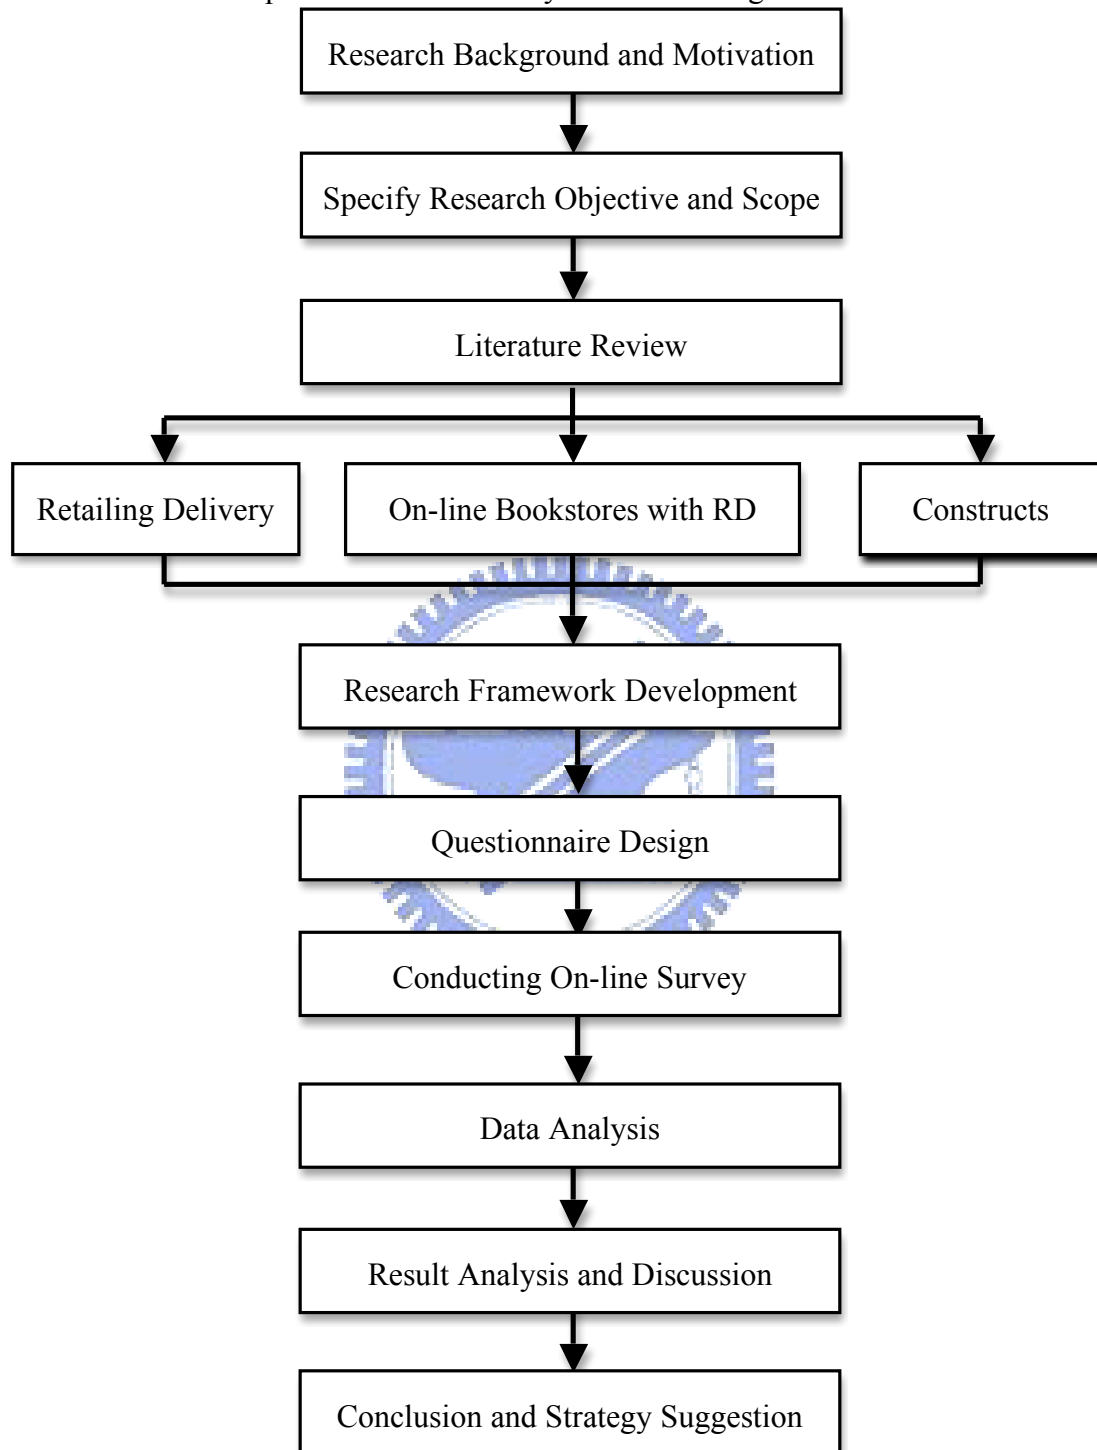 Research Background and Motivation
Specify Research Objective and Scope
Literature Review
Retailing Delivery
On-line Bookstores with RD
Constructs
Research Framework Development
Questionnaire Design
Conducting On-line Survey
Data Analysis
Result Analysis and Discussion
Conclusion and Strategy Suggestion